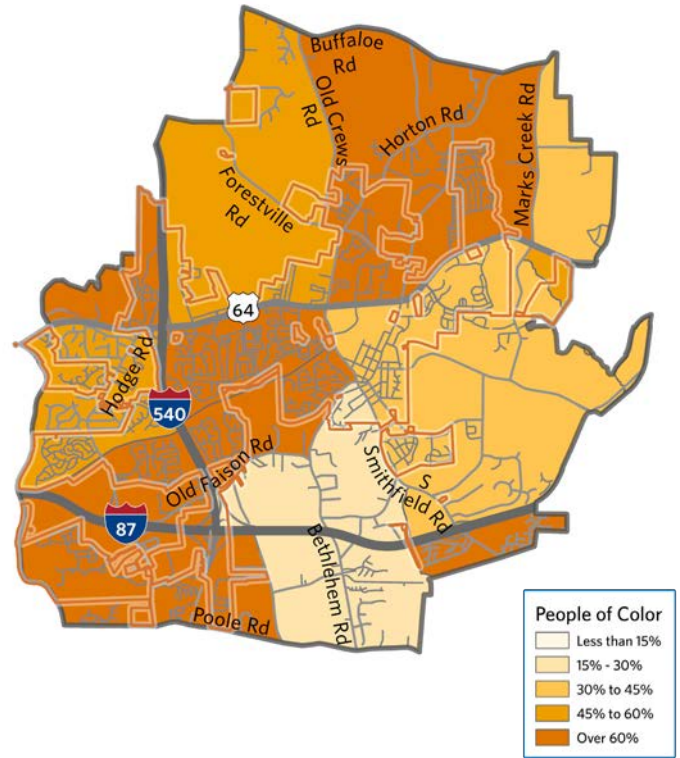 Buffaloe
Rd
Old Crews
Rd
Horton Rd
Marks Creek Rd
Forestville
Rd
64
Hodge Rd
540
Old Faison Rd
S
Smithfield Rd
87
Bethlehem Rd
Poole Rd
People of Color
Less than 15%
15% - 30%
30% to 45%
45% to 60%
Over 60%